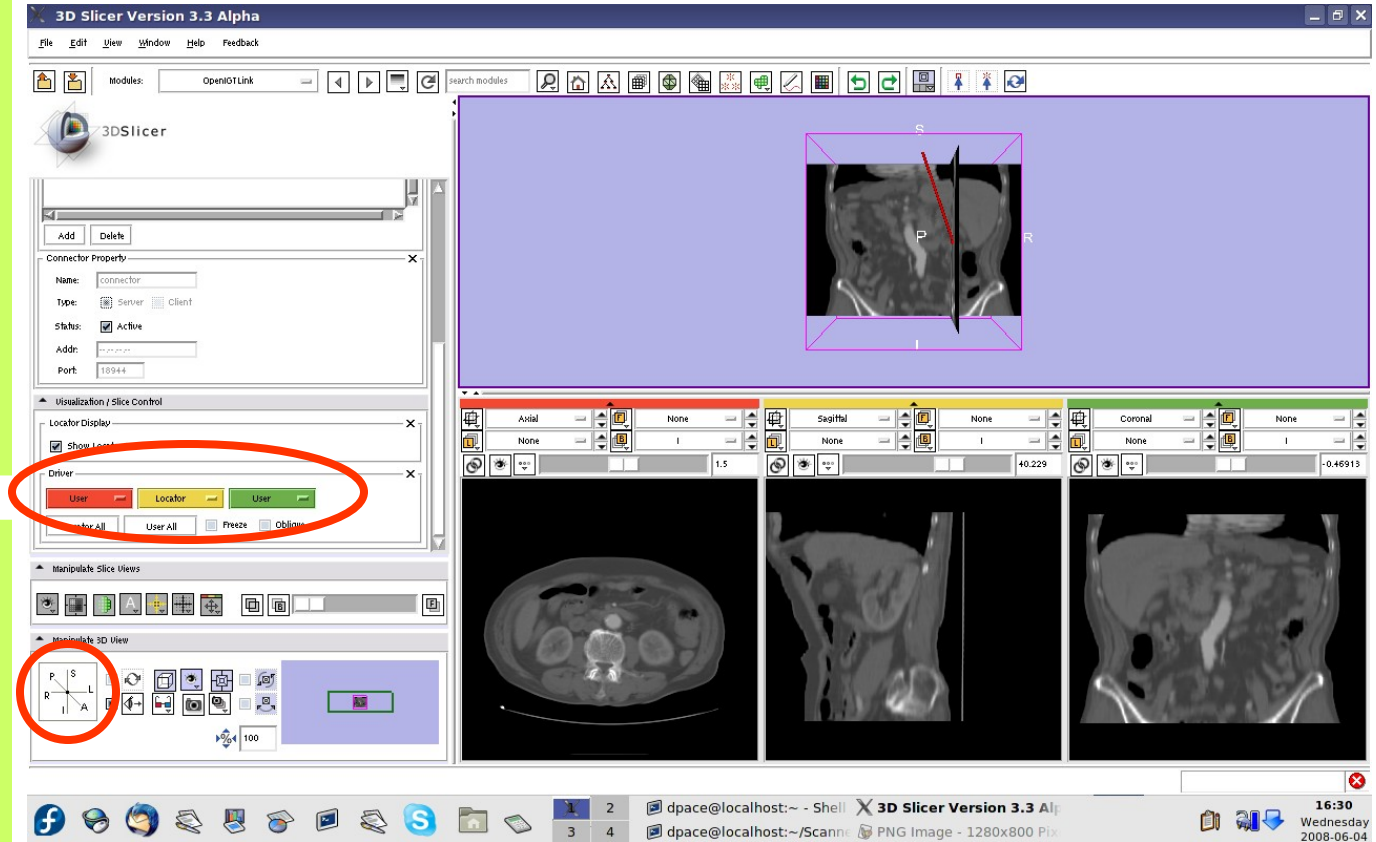 3D Slicer Version 3.3 Alpha
File Edit View Window Help Feedback
Modules: OpenIGTLink search modules
3DSlicer
Add Delete
Connector Property
Name: connector
Type: Server Client
Status: Active
Addr: --.--.--.--
Port: 18944
Visualization / Slice Control
Locator Display
Show
Driver
User Locator User
All User All Freeze Oblique
Manipulate Slice Views
Manipulate 3D View
P S
R L
I A
100
S
P R
I
Axial None
None I
1.5
Sagittal None
None I
40.229
Coronal None
None I
-0.46913
1 2
3 4
dpace@localhost:~ - Shell
3D Slicer Version 3.3 Alp
dpace@localhost:~/Scanne
PNG Image - 1280x800 Pix
16:30
Wednesday
2008-06-04